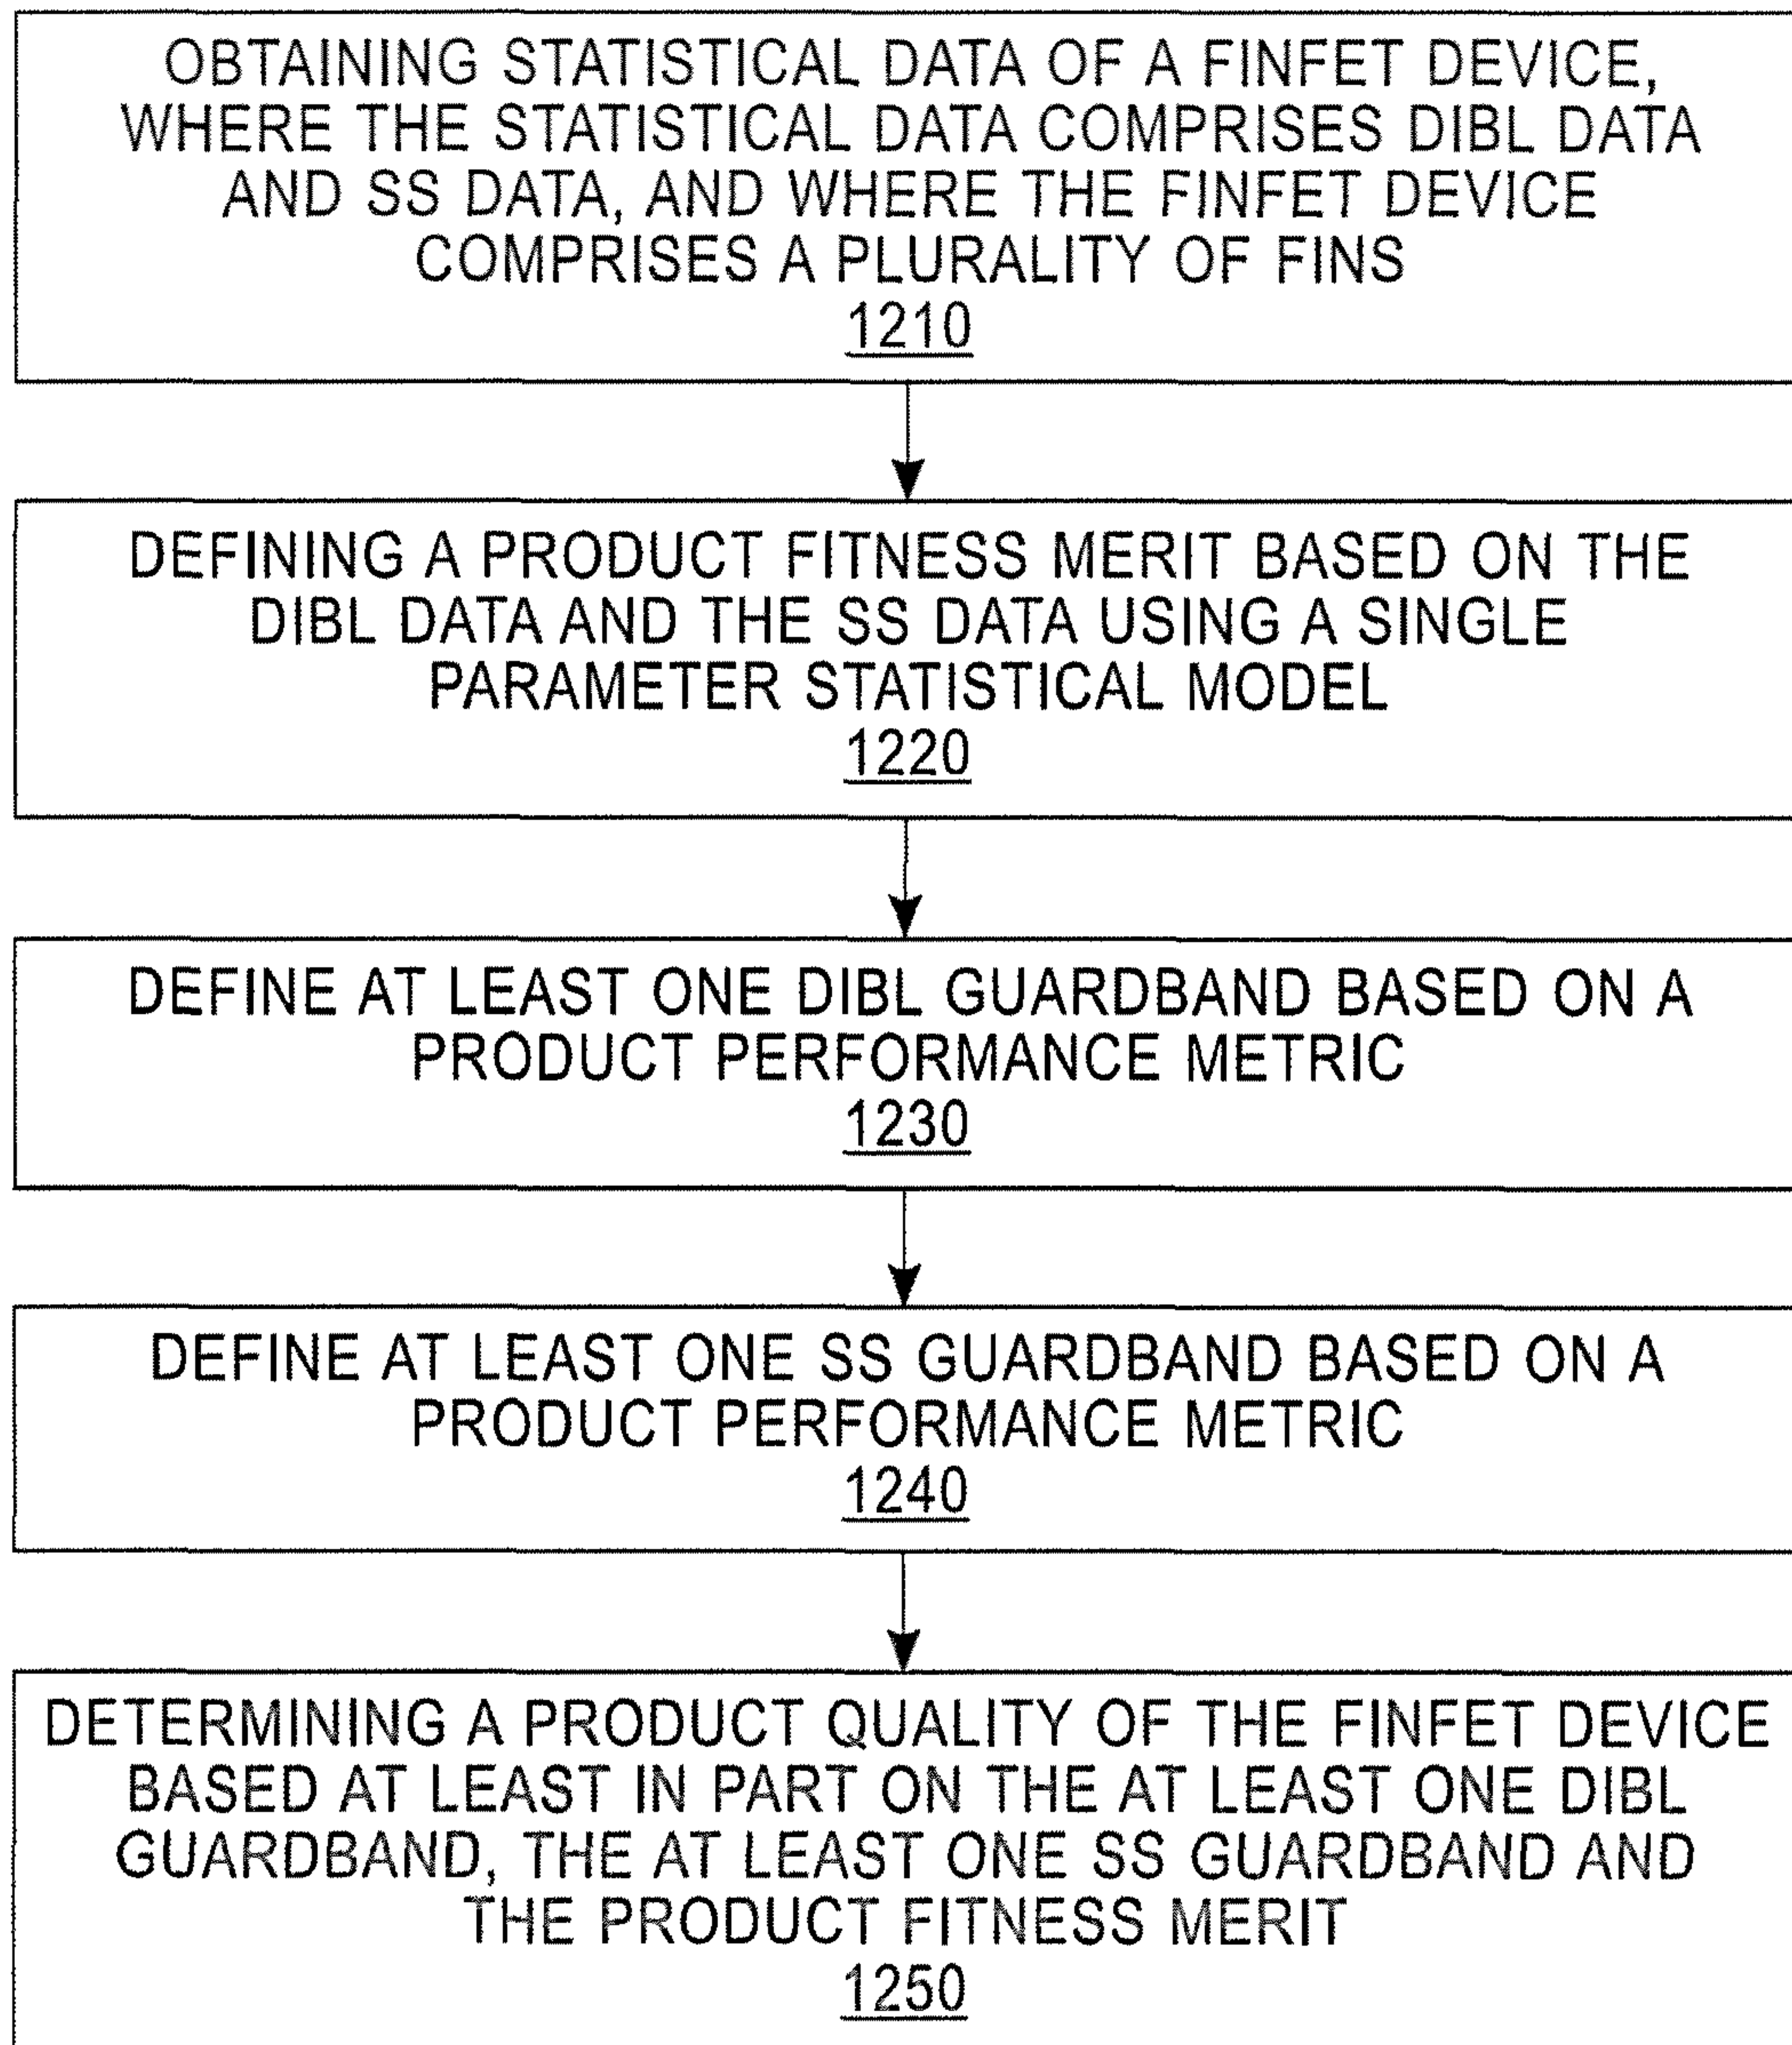 OBTAINING STATISTICAL DATA OF A FINFET DEVICE,
WHERE THE STATISTICAL DATA COMPRISES DIBL DATA
AND SS DATA, AND WHERE THE FINFET DEVICE
COMPRISES A PLURALITY OF FINS
1210
DEFINING A PRODUCT FITNESS MERIT BASED ON THE
DIBL DATA AND THE SS DATA USING A SINGLE
PARAMETER STATISTICAL MODEL
1220
DEFINE AT LEAST ONE DIBL GUARDBAND BASED ON A
PRODUCT PERFORMANCE METRIC
1230
DEFINE AT LEAST ONE SS GUARDBAND BASED ON A
PRODUCT PERFORMANCE METRIC
1240
DETERMINING A PRODUCT QUALITY OF THE FINFET DEVICE
BASED AT LEAST IN PART ON THE AT LEAST ONE DIBL
GUARDBAND, THE AT LEAST ONE SS GUARDBAND AND
THE PRODUCT FITNESS MERIT
1250